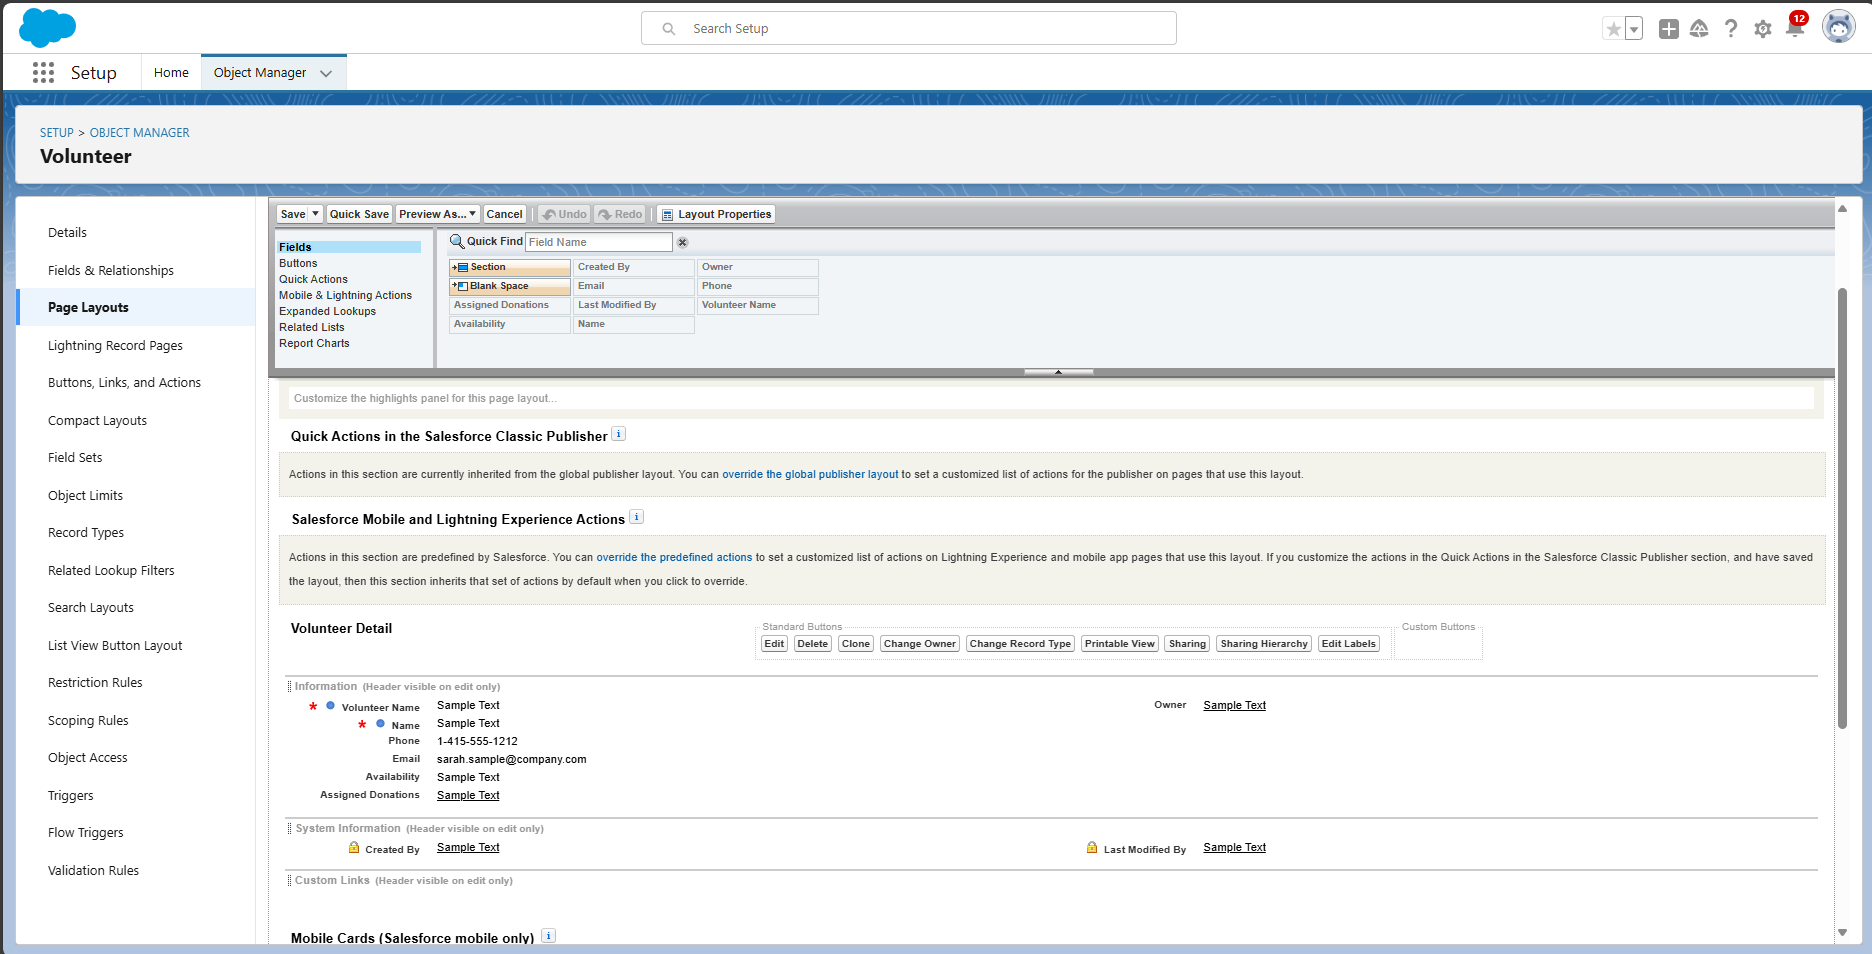 Search Setup
12
Setup
Home
Object Manager
SETUP > OBJECT MANAGER
Volunteer
Details
Fields & Relationships
Page Layouts
Lightning Record Pages
Buttons, Links, and Actions
Compact Layouts
Field Sets
Object Limits
Record Types
Related Lookup Filters
Search Layouts
List View Button Layout
Restriction Rules
Scoping Rules
Object Access
Triggers
Flow Triggers
Validation Rules
Save Quick Save Preview As... Cancel Undo Redo Layout Properties
Fields
Buttons
Quick Actions
Mobile & Lightning Actions
Expanded Lookups
Related Lists
Report Charts
Quick Find Field Name
Section Created By Owner
Blank Space Email Phone
Assigned Donations Last Modified By Volunteer Name
Availability Name
Customize the highlights panel for this page layout...
Quick Actions in the Salesforce Classic Publisher i
Actions in this section are currently inherited from the global publisher layout. You can override the global publisher layout to set a customized list of actions for the publisher on pages that use this layout.
Salesforce Mobile and Lightning Experience Actions i
Actions in this section are predefined by Salesforce. You can override the predefined actions to set a customized list of actions on Lightning Experience and mobile app pages that use this layout. If you customize the actions in the Quick Actions in the Salesforce Classic Publisher section, and have saved
the layout, then this section inherits that set of actions by default when you click to override.
Volunteer Detail
Standard Buttons
Edit Delete Clone Change Owner Change Record Type Printable View Sharing Sharing Hierarchy Edit Labels
Custom Buttons
Information (Header visible on edit only)
* Volunteer Name Sample Text
Owner Sample Text
* Name Sample Text
Phone 1-415-555-1212
Email sarah.sample@company.com
Availability Sample Text
Assigned Donations Sample Text
System Information (Header visible on edit only)
Created By Sample Text
Last Modified By Sample Text
Custom Links (Header visible on edit only)
Mobile Cards (Salesforce mobile only) i